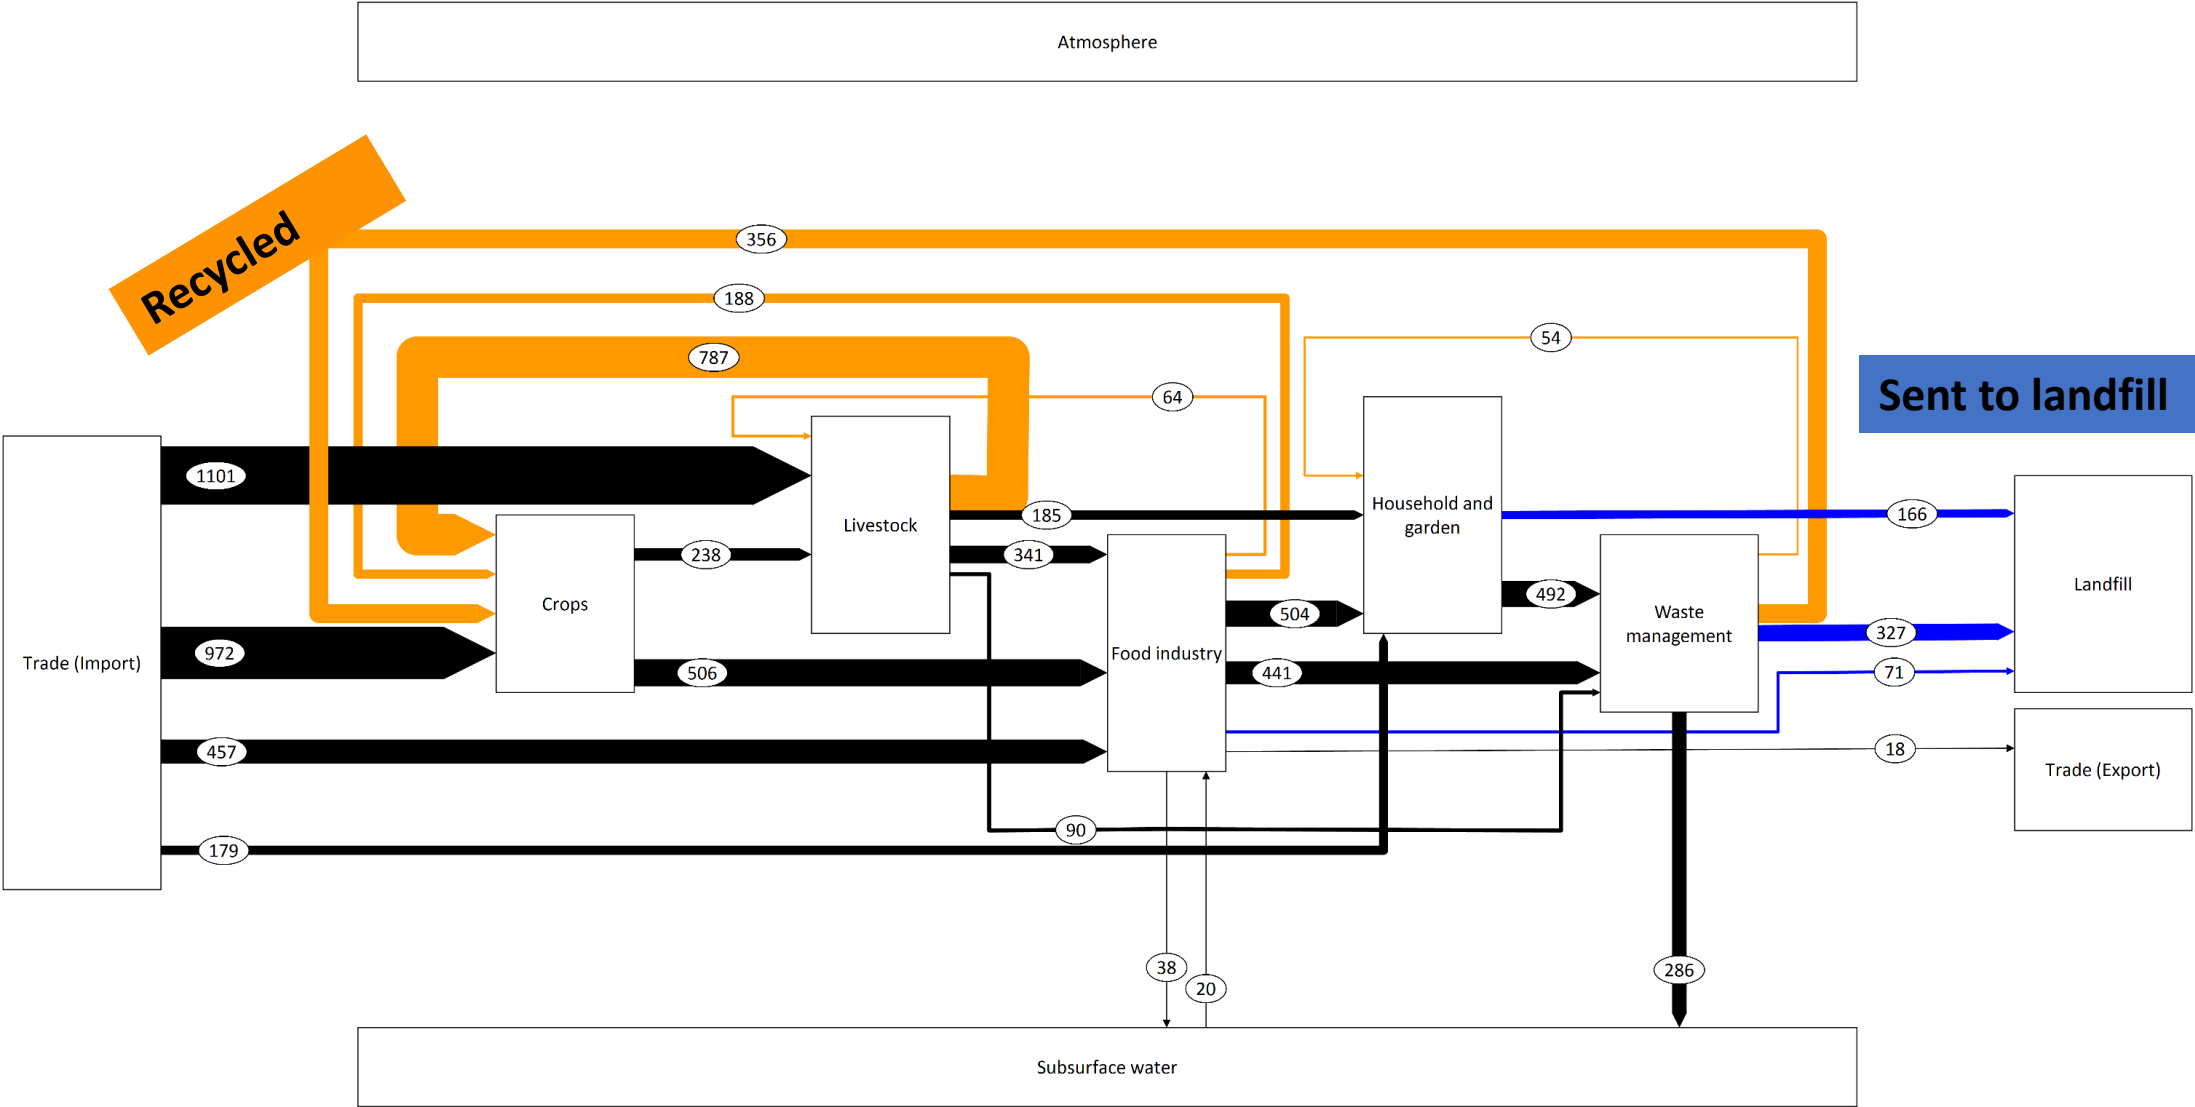 Atmosphere
Recycled
356
188
787
54
64
Sent to landfill
1101
Livestock
185
Household and
garden
166
238
341
Crops
492
504
Landfill
Waste
management
327
Trade (Import)
972
506
Food industry
441
71
457
18
Trade (Export)
90
179
38
20
286
Subsurface water